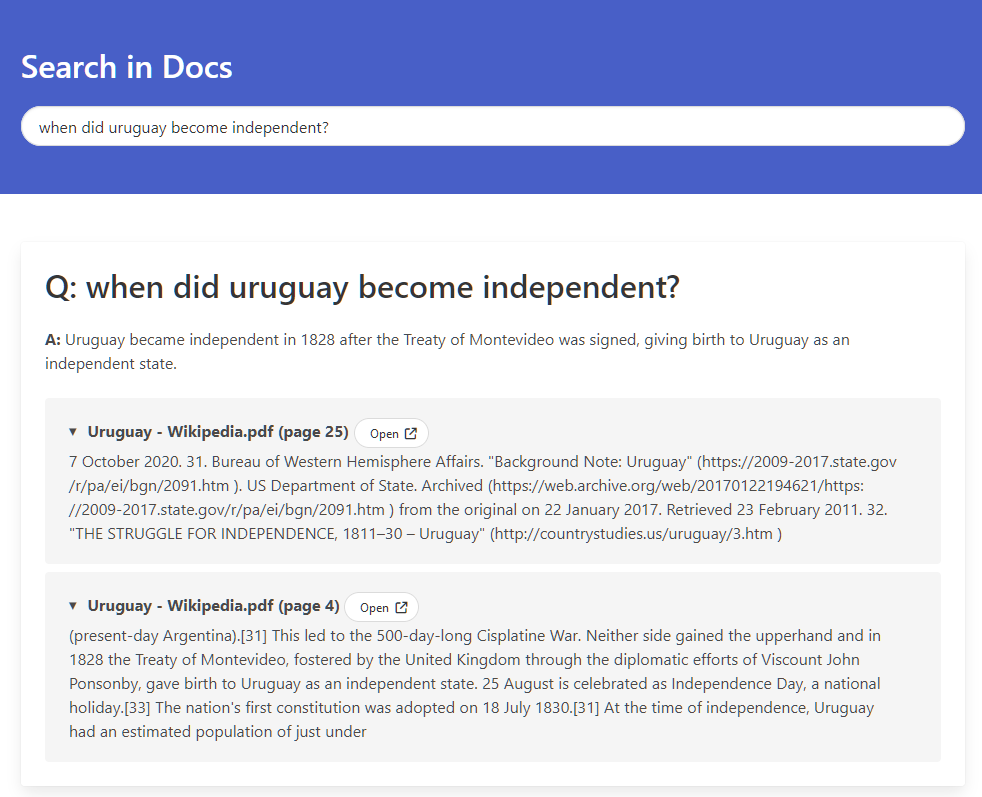 Search in Docs
when did uruguay become independent?
Q: when did uruguay become independent?
A: Uruguay became independent in 1828 after the Treaty of Montevideo was signed, giving birth to Uruguay as an
independent state.
▼ Uruguay - Wikipedia.pdf (page 25) Open
7 October 2020. 31. Bureau of Western Hemisphere Affairs. "Background Note: Uruguay" (https://2009-2017.state.gov
/r/pa/ei/bgn/2091.htm ). US Department of State. Archived (https://web.archive.org/web/20170122194621/https:
//2009-2017.state.gov/r/pa/ei/bgn/2091.htm ) from the original on 22 January 2017. Retrieved 23 February 2011. 32.
"THE STRUGGLE FOR INDEPENDENCE, 1811–30 – Uruguay" (http://countrystudies.us/uruguay/3.htm )
▼ Uruguay - Wikipedia.pdf (page 4) Open
(present-day Argentina).[31] This led to the 500-day-long Cisplatine War. Neither side gained the upperhand and in
1828 the Treaty of Montevideo, fostered by the United Kingdom through the diplomatic efforts of Viscount John
Ponsonby, gave birth to Uruguay as an independent state. 25 August is celebrated as Independence Day, a national
holiday.[33] The nation's first constitution was adopted on 18 July 1830.[31] At the time of independence, Uruguay
had an estimated population of just under